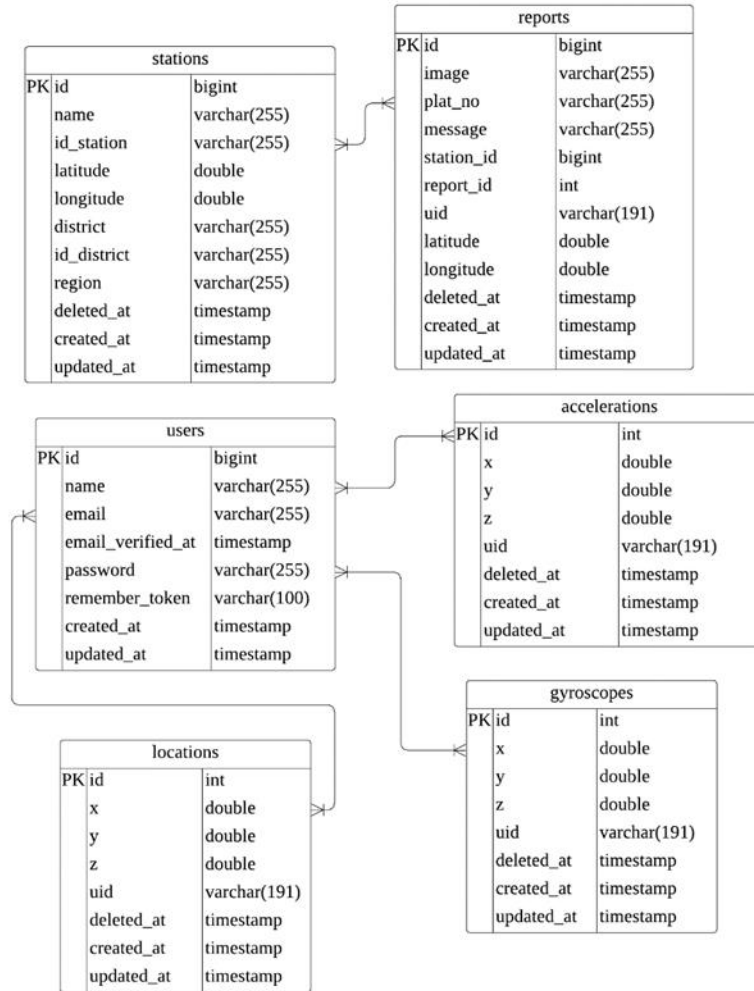 stations
PK id bigint
name varchar(255)
id_station varchar(255)
latitude double
longitude double
district varchar(255)
id_district varchar(255)
region varchar(255)
deleted_at timestamp
created_at timestamp
updated_at timestamp
reports
PK id bigint
image varchar(255)
plat_no varchar(255)
message varchar(255)
station_id bigint
report_id int
uid varchar(191)
latitude double
longitude double
deleted_at timestamp
created_at timestamp
updated_at timestamp
users
PK id bigint
name varchar(255)
email varchar(255)
email_verified_at timestamp
password varchar(255)
remember_token varchar(100)
created_at timestamp
updated_at timestamp
accelerations
PK id int
x double
y double
z double
uid varchar(191)
deleted_at timestamp
created_at timestamp
updated_at timestamp
locations
PK id int
x double
y double
z double
uid varchar(191)
deleted_at timestamp
created_at timestamp
updated_at timestamp
gyroscopes
PK id int
x double
y double
z double
uid varchar(191)
deleted_at timestamp
created_at timestamp
updated_at timestamp